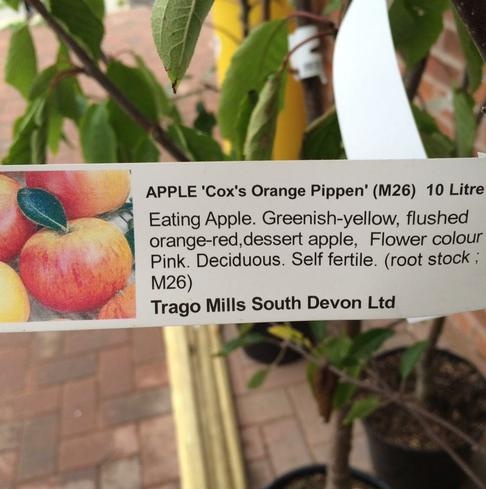 APPLE 'Cox's Orange Pippen' (M26) 10 Litre
Eating Apple. Greenish-yellow, flushed
orange-red,dessert apple, Flower colour
Pink. Deciduous. Self fertile. (root stock ;
M26)
Trago Mills South Devon Ltd